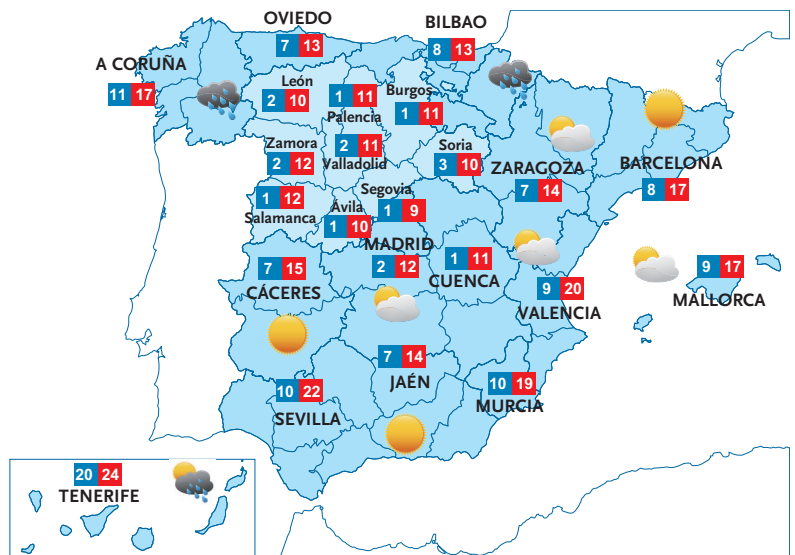 OVIEDO
7 13
BILBAO
8 13
A CORUÑA
11 17
León
2 10
1 11
Palencia
Burgos
1 11
Zamora
2 12
2 11
Valladolid
Soria
3 10
ZARAGOZA
7 14
BARCELONA
8 17
1 12
Salamanca
Ávila
1 10
Segovia
1 9
MADRID
2 12
1 11
CUENCA
7 15
CÁCERES
9 20
VALENCIA
9 17
MALLORCA
7 14
JAÉN
10 22
SEVILLA
10 19
MURCIA
20 24
TENERIFE